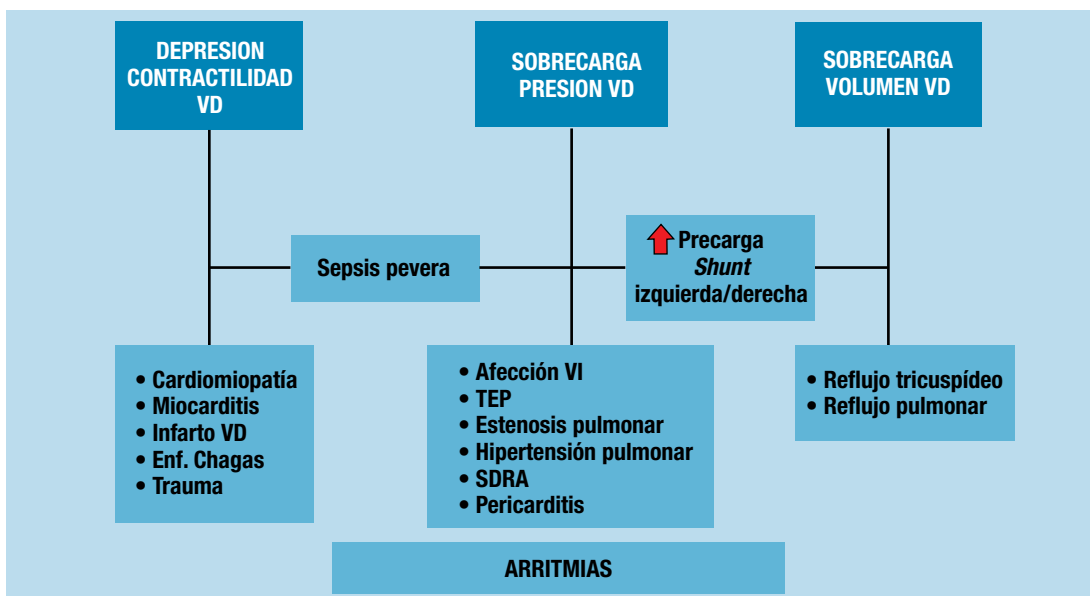 DEPRESION
CONTRACTILIDAD
VD
SOBRECARGA
PRESION VD
SOBRECARGA
VOLUMEN VD
Sepsis pevera
Precarga
Shunt
izquierda/derecha
• Cardiomiopatía
• Miocarditis
• Infarto VD
• Enf. Chagas
• Trauma
• Afección VI
• TEP
• Estenosis pulmonar
• Hipertensión pulmonar
• SDRA
• Pericarditis
• Reflujo tricuspídeo
• Reflujo pulmonar
ARRITMIAS